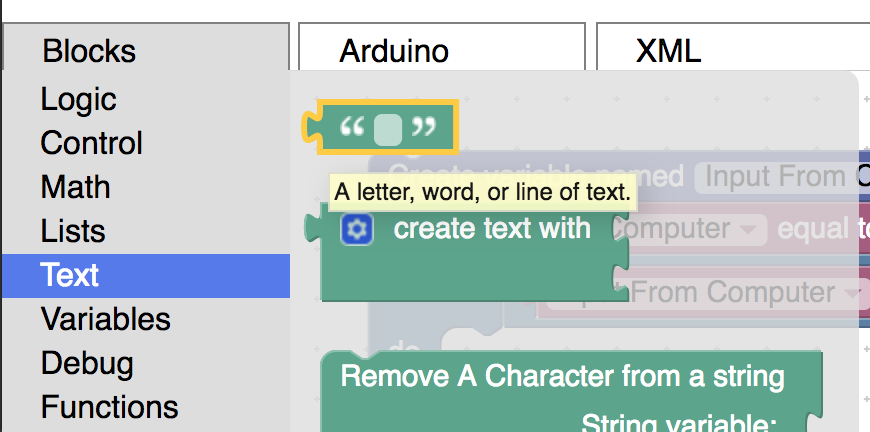 Blocks
Arduino
XML
Logic
Control
Math
Lists
Text
Variables
Debug
Functions
“ ”
Create variable named Input From C
A letter, word, or line of text.
create text with
Computer equal to
From Computer
do
Remove A Character from a string
String variable: